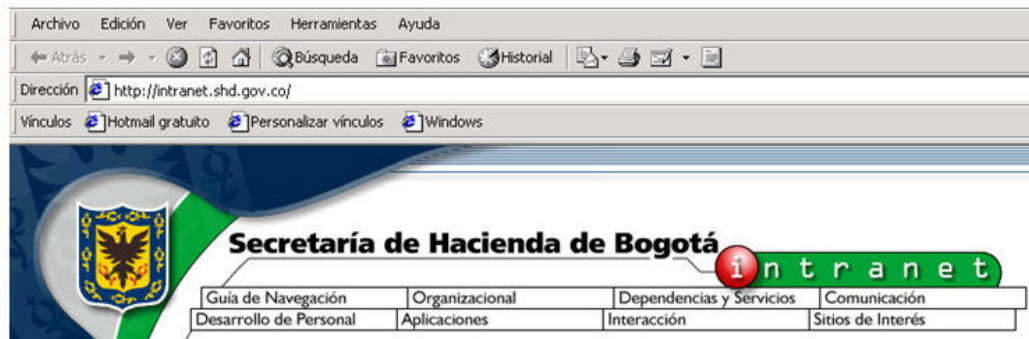 Archivo Edición Ver Favoritos Herramientas Ayuda
Atrás Búsqueda Favoritos Historial
Dirección http://intranet.shd.gov.co/
Vínculos Hotmail gratuito Personalizar vínculos Windows
Secretaría de Hacienda de Bogotá
intranet
Guía de Navegación Organizacional Dependencias y Servicios Comunicación
Desarrollo de Personal Aplicaciones Interacción Sitios de Interés